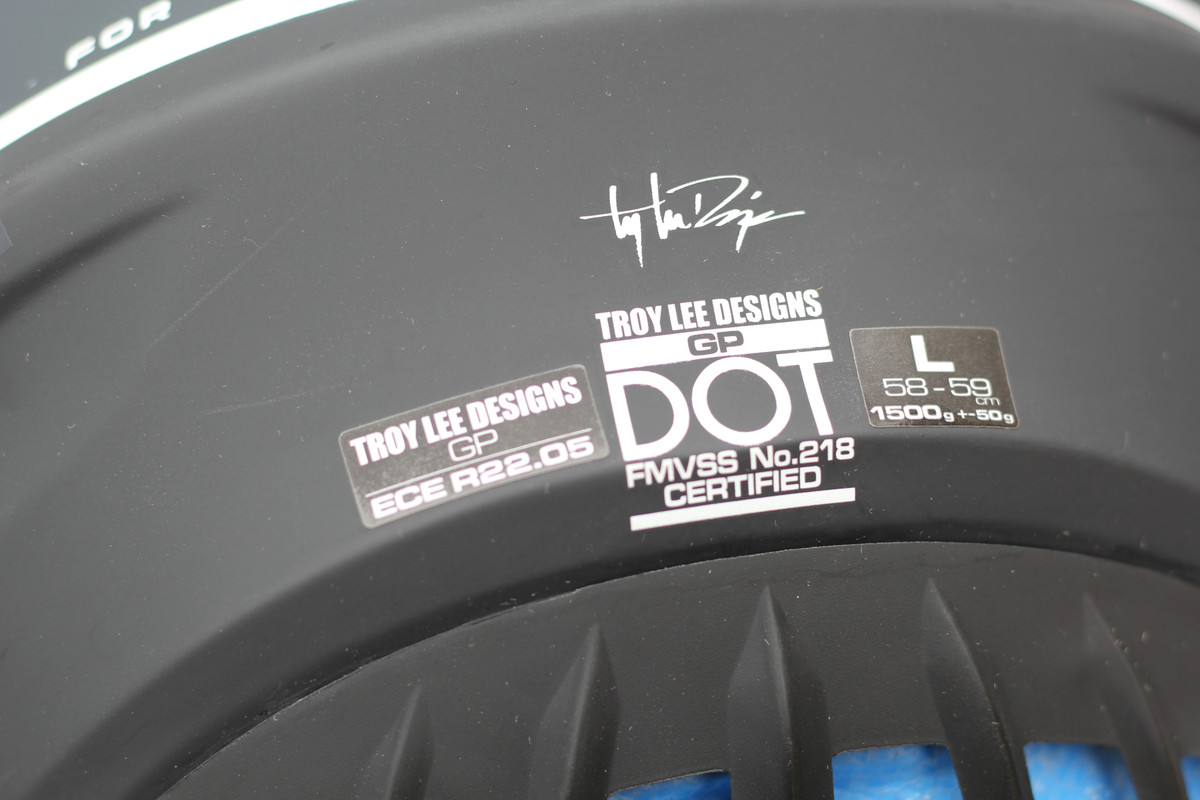 FOR
TROY LEE DESIGNS
GP
DOT
FMVSS No.218
CERTIFIED
TROY LEE DESIGNS
GP
ECE R22.05
L
58-59
cm
1500g +-50g